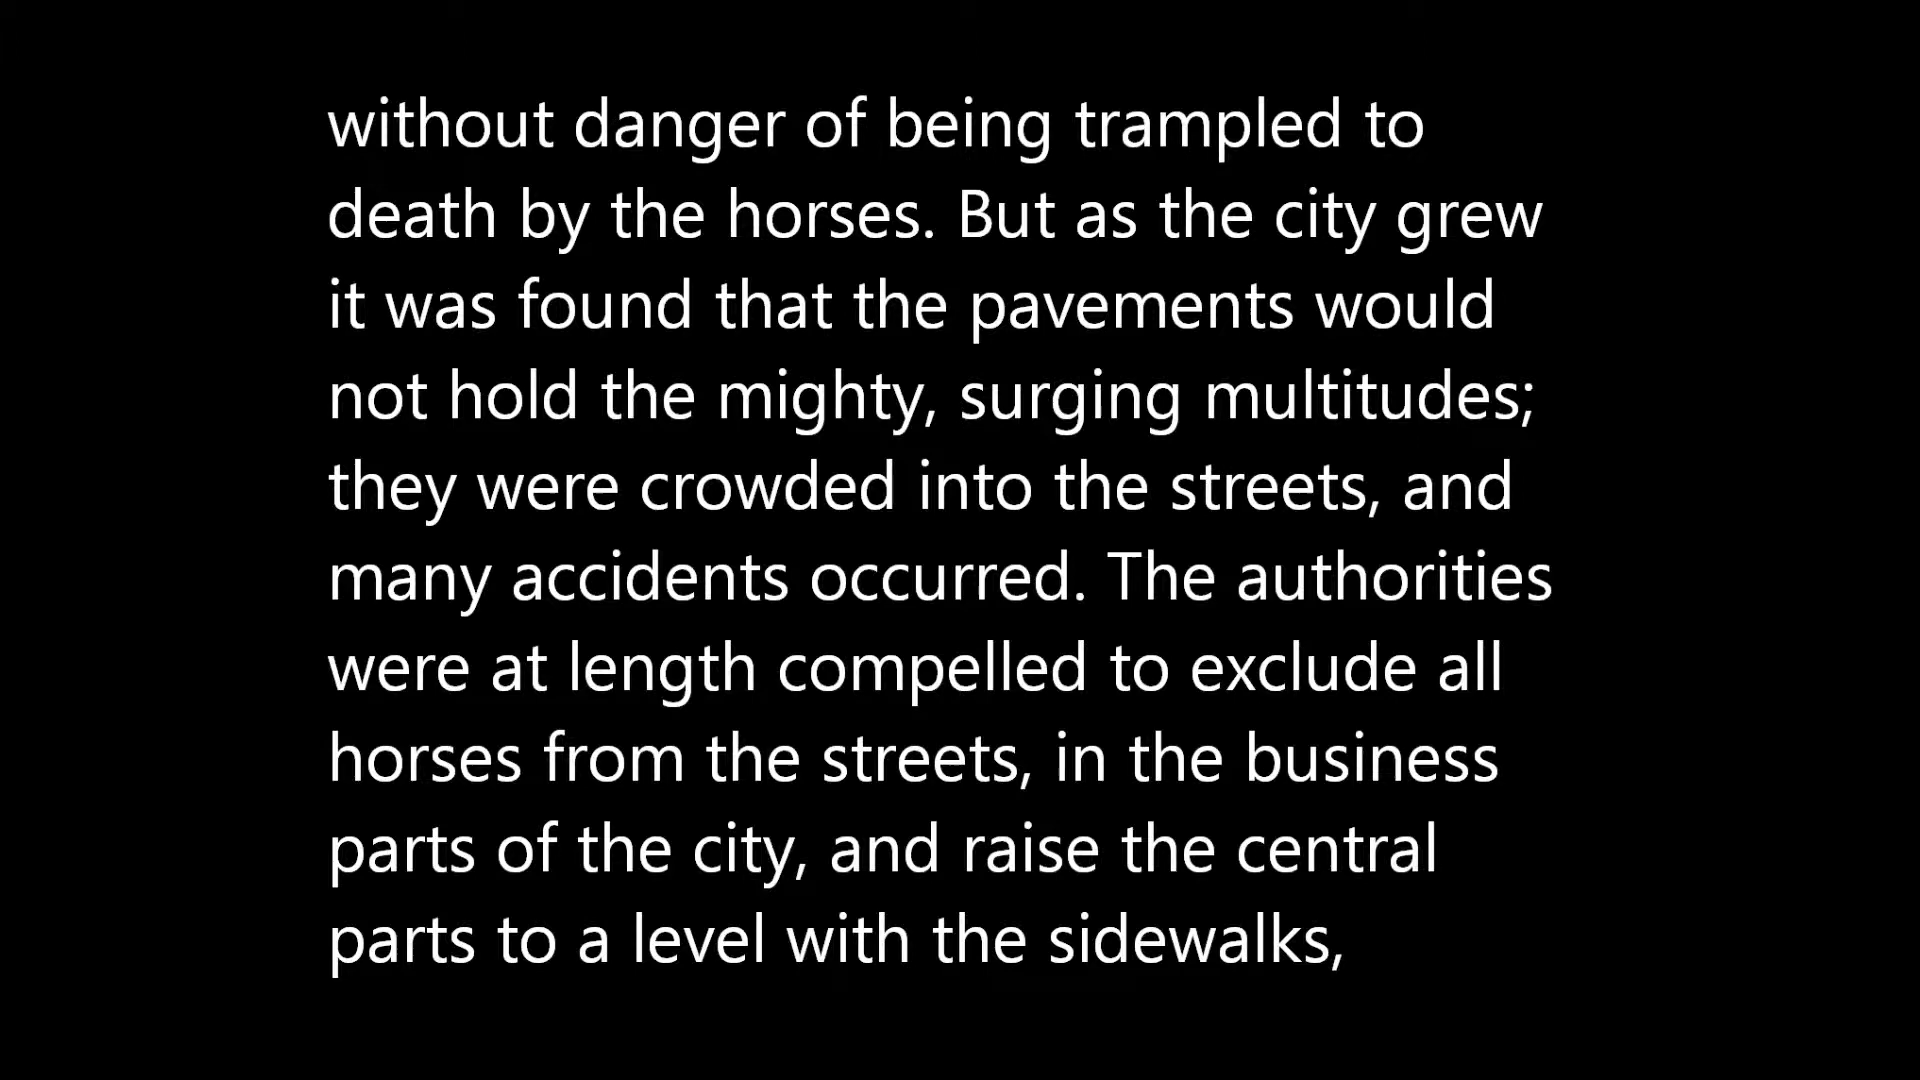 without danger of being trampled to
death by the horses. But as the city grew
it was found that the pavements would
not hold the mighty, surging multitudes;
they were crowded into the streets, and
many accidents occurred. The authorities
were at length compelled to exclude all
horses from the streets, in the business
parts of the city, and raise the central
parts to a level with the sidewalks,